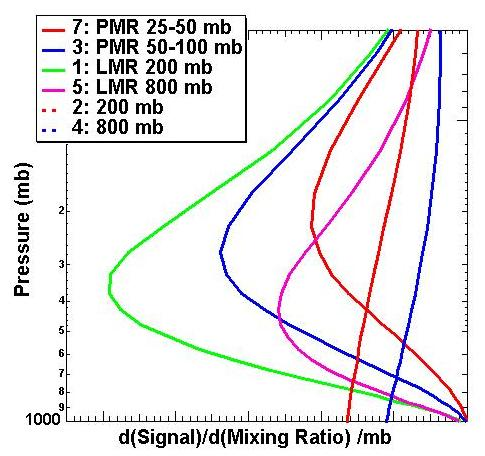 7: PMR 25-50 mb
3: PMR 50-100 mb
1: LMR 200 mb
5: LMR 800 mb
2: 200 mb
4: 800 mb
Pressure (mb)
2
3
4
5
6
7
8
9
1000
d(Signal)/d(Mixing Ratio) /mb